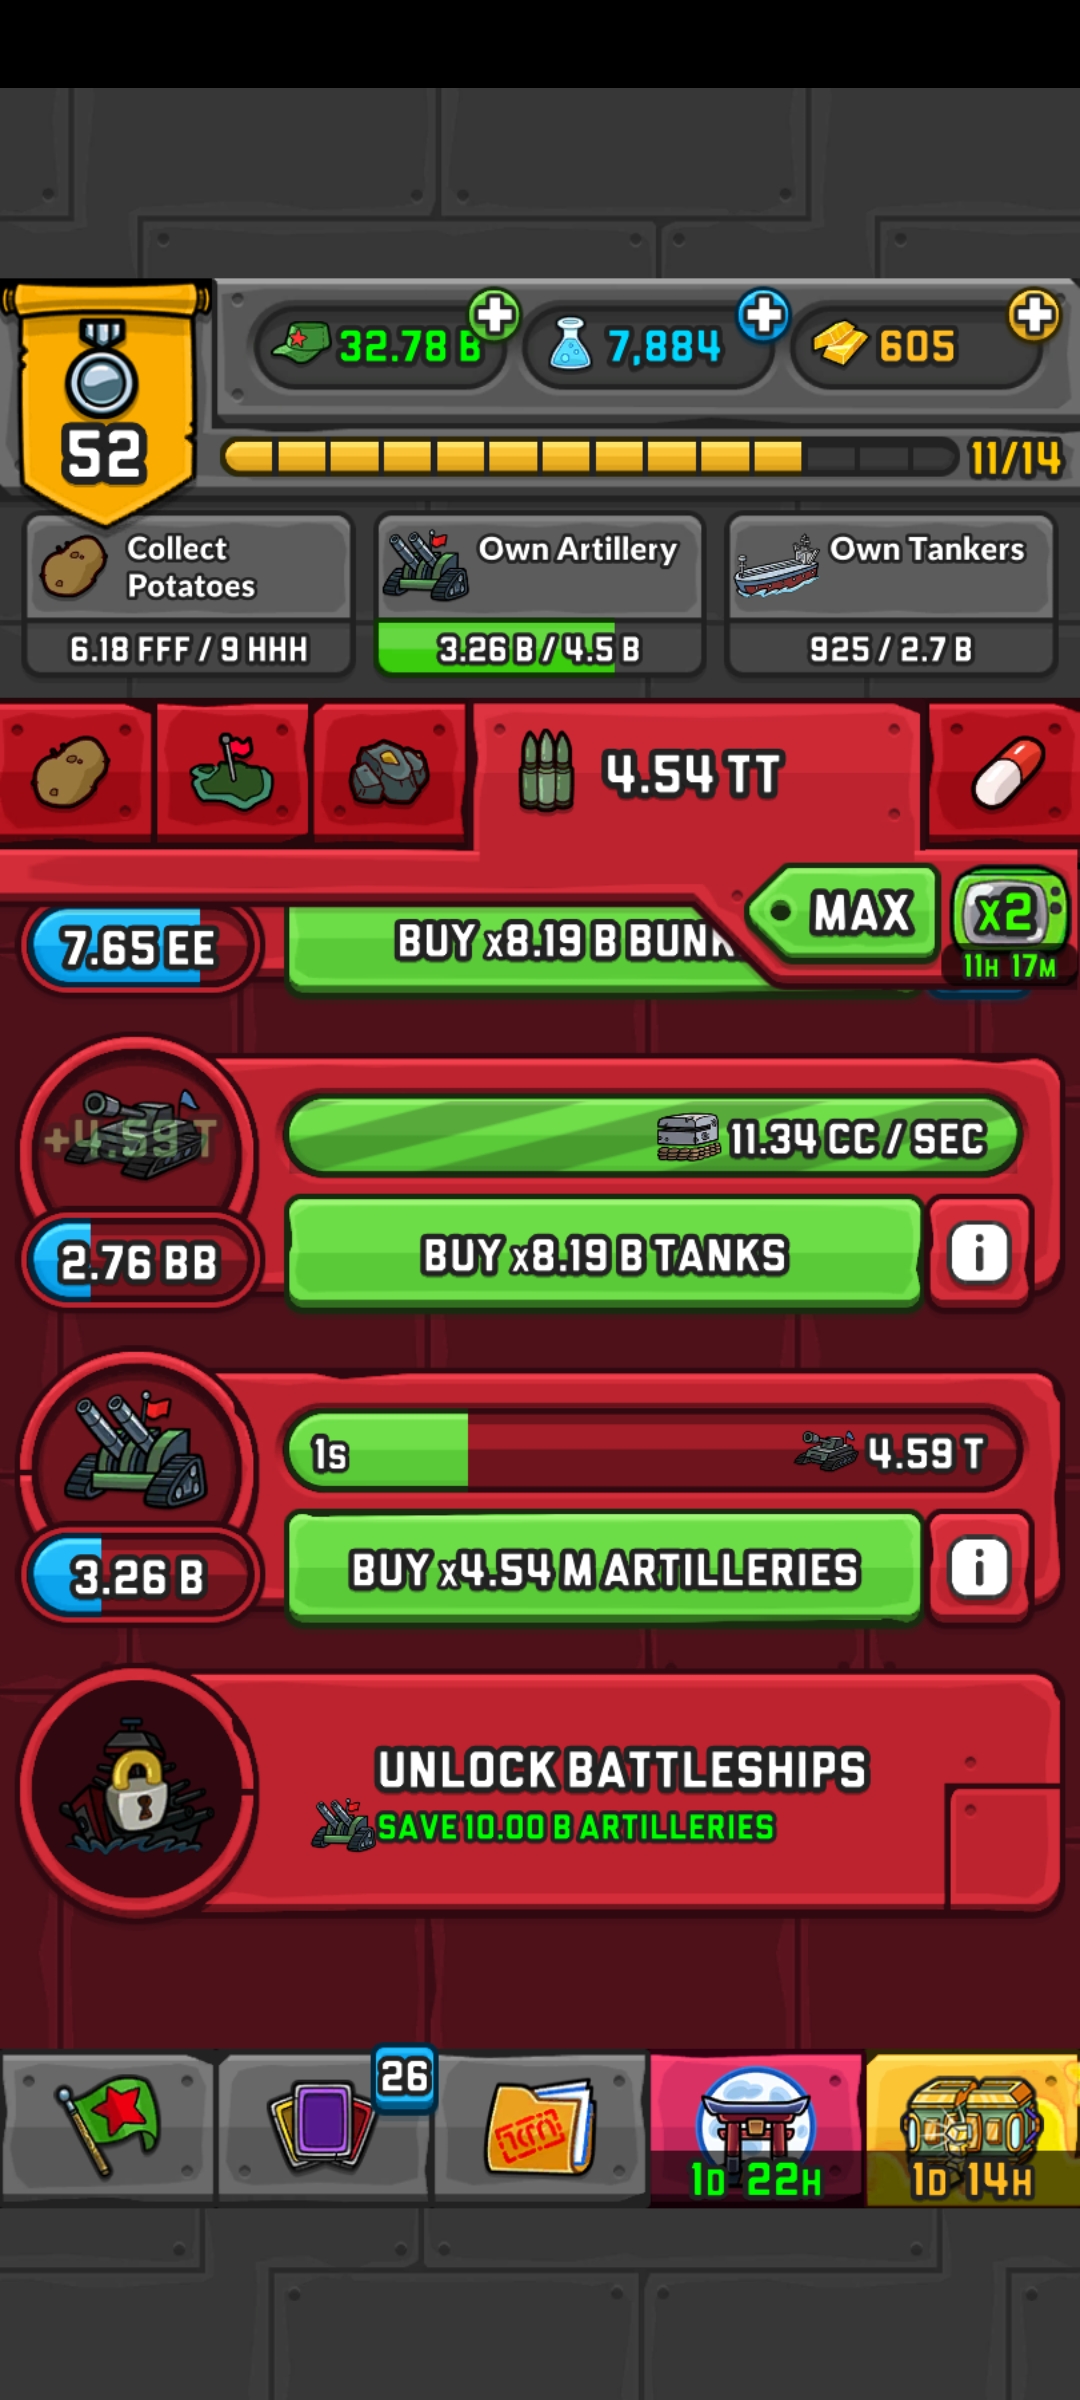 32.78 B
7,884
605
52
11/14
Collect
Potatoes
6.18 FFF / 9 HHH
Own Artillery
3.26 B / 4.5 B
Own Tankers
925 / 2.7 B
4.54 TT
MAX
x2
11H 17M
7.65 EE
BUY x8.19 B
+4.59 T
11.34 CC / SEC
2.76 BB
BUY x8.19 B TANKS
i
1s
4.59 T
3.26 B
BUY x4.54 M ARTILLERIES
i
UNLOCK BATTLESHIPS
SAVE 10.00 B ARTILLERIES
26
1D 22H
1D 14H